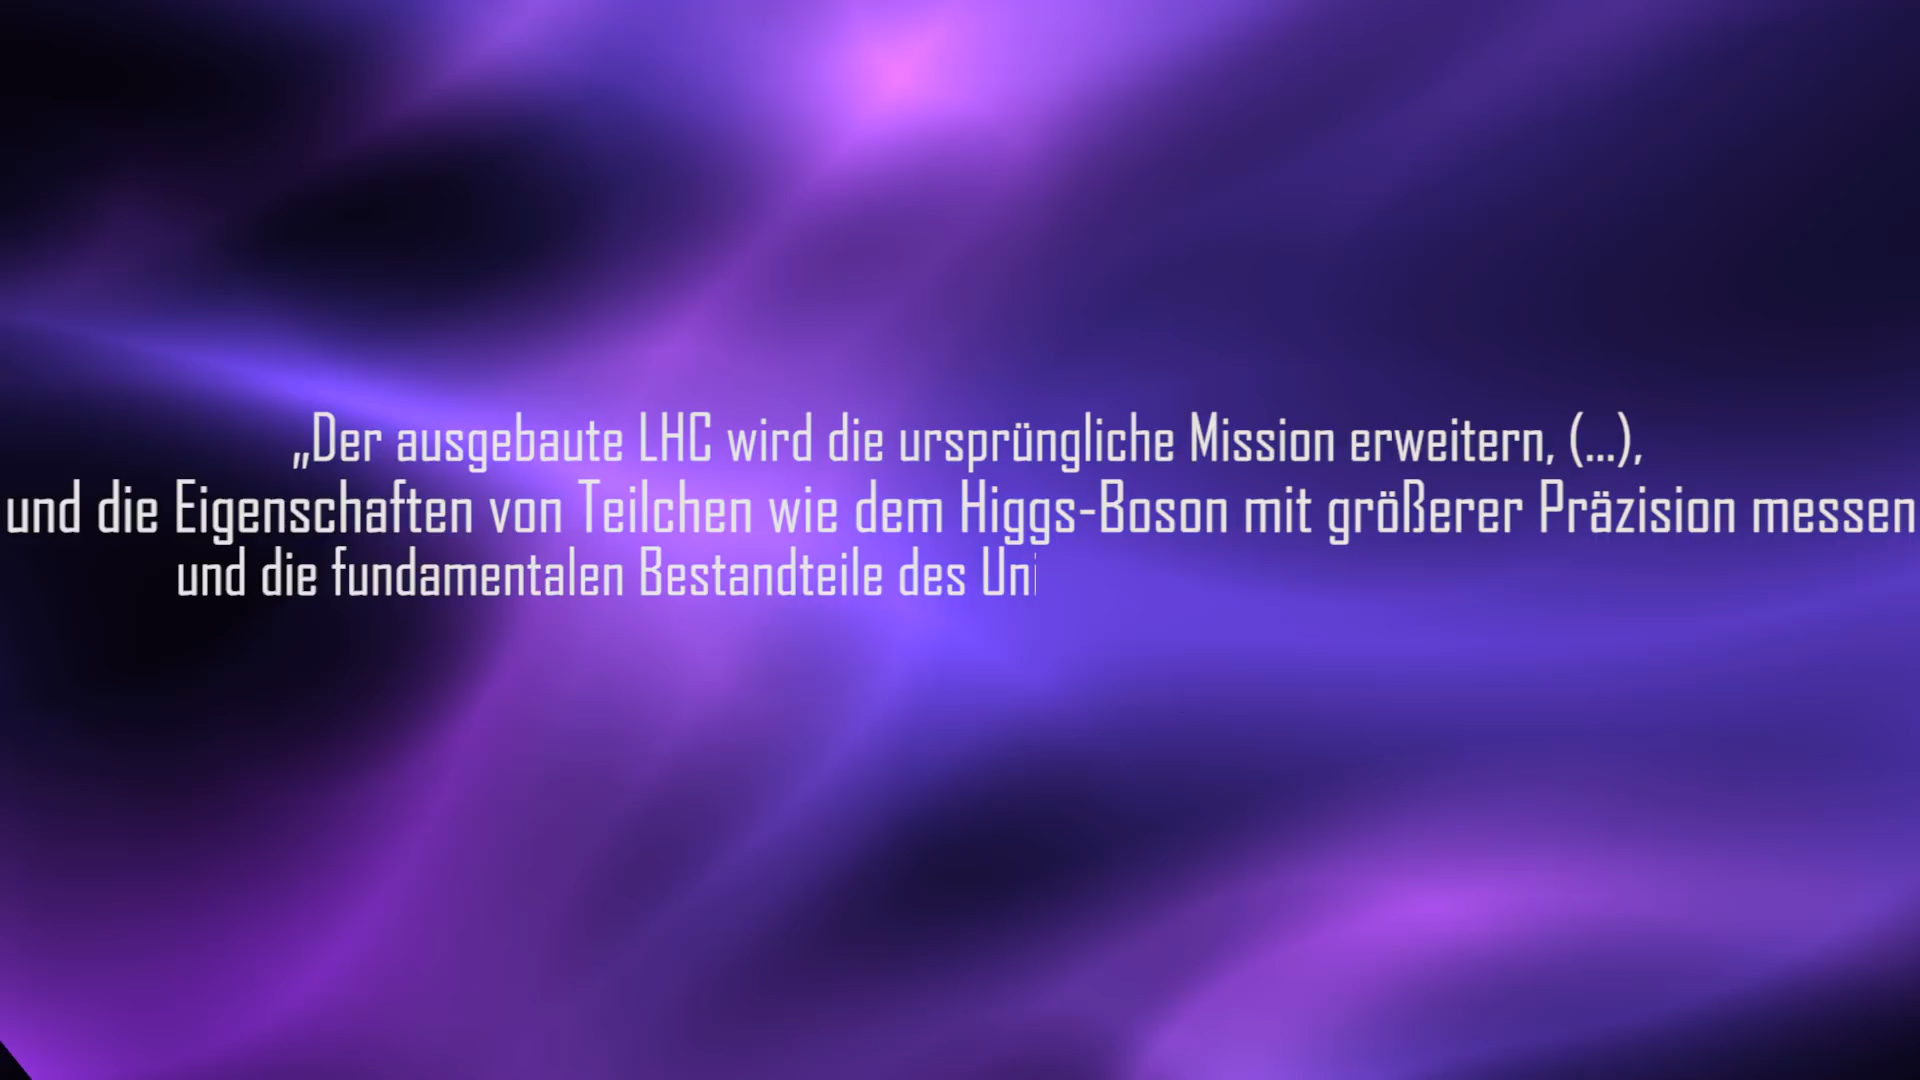 „Der ausgebaute LHC wird die ursprüngliche Mission erweitern, (...),
und die Eigenschaften von Teilchen wie dem Higgs-Boson mit größerer Präzision messen
und die fundamentalen Bestandteile des Uni